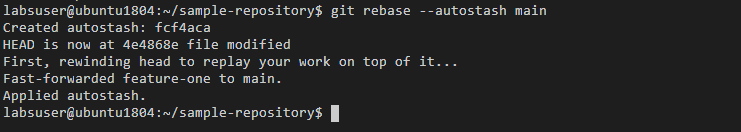 labsuser@ubuntu1804:~/sample-repository$ git rebase --autostash main
Created autostash: fcf4aca
HEAD is now at 4e4868e file modified
First, rewinding head to replay your work on top of it...
Fast-forwarded feature-one to main.
Applied autostash.
labsuser@ubuntu1804:~/sample-repository$